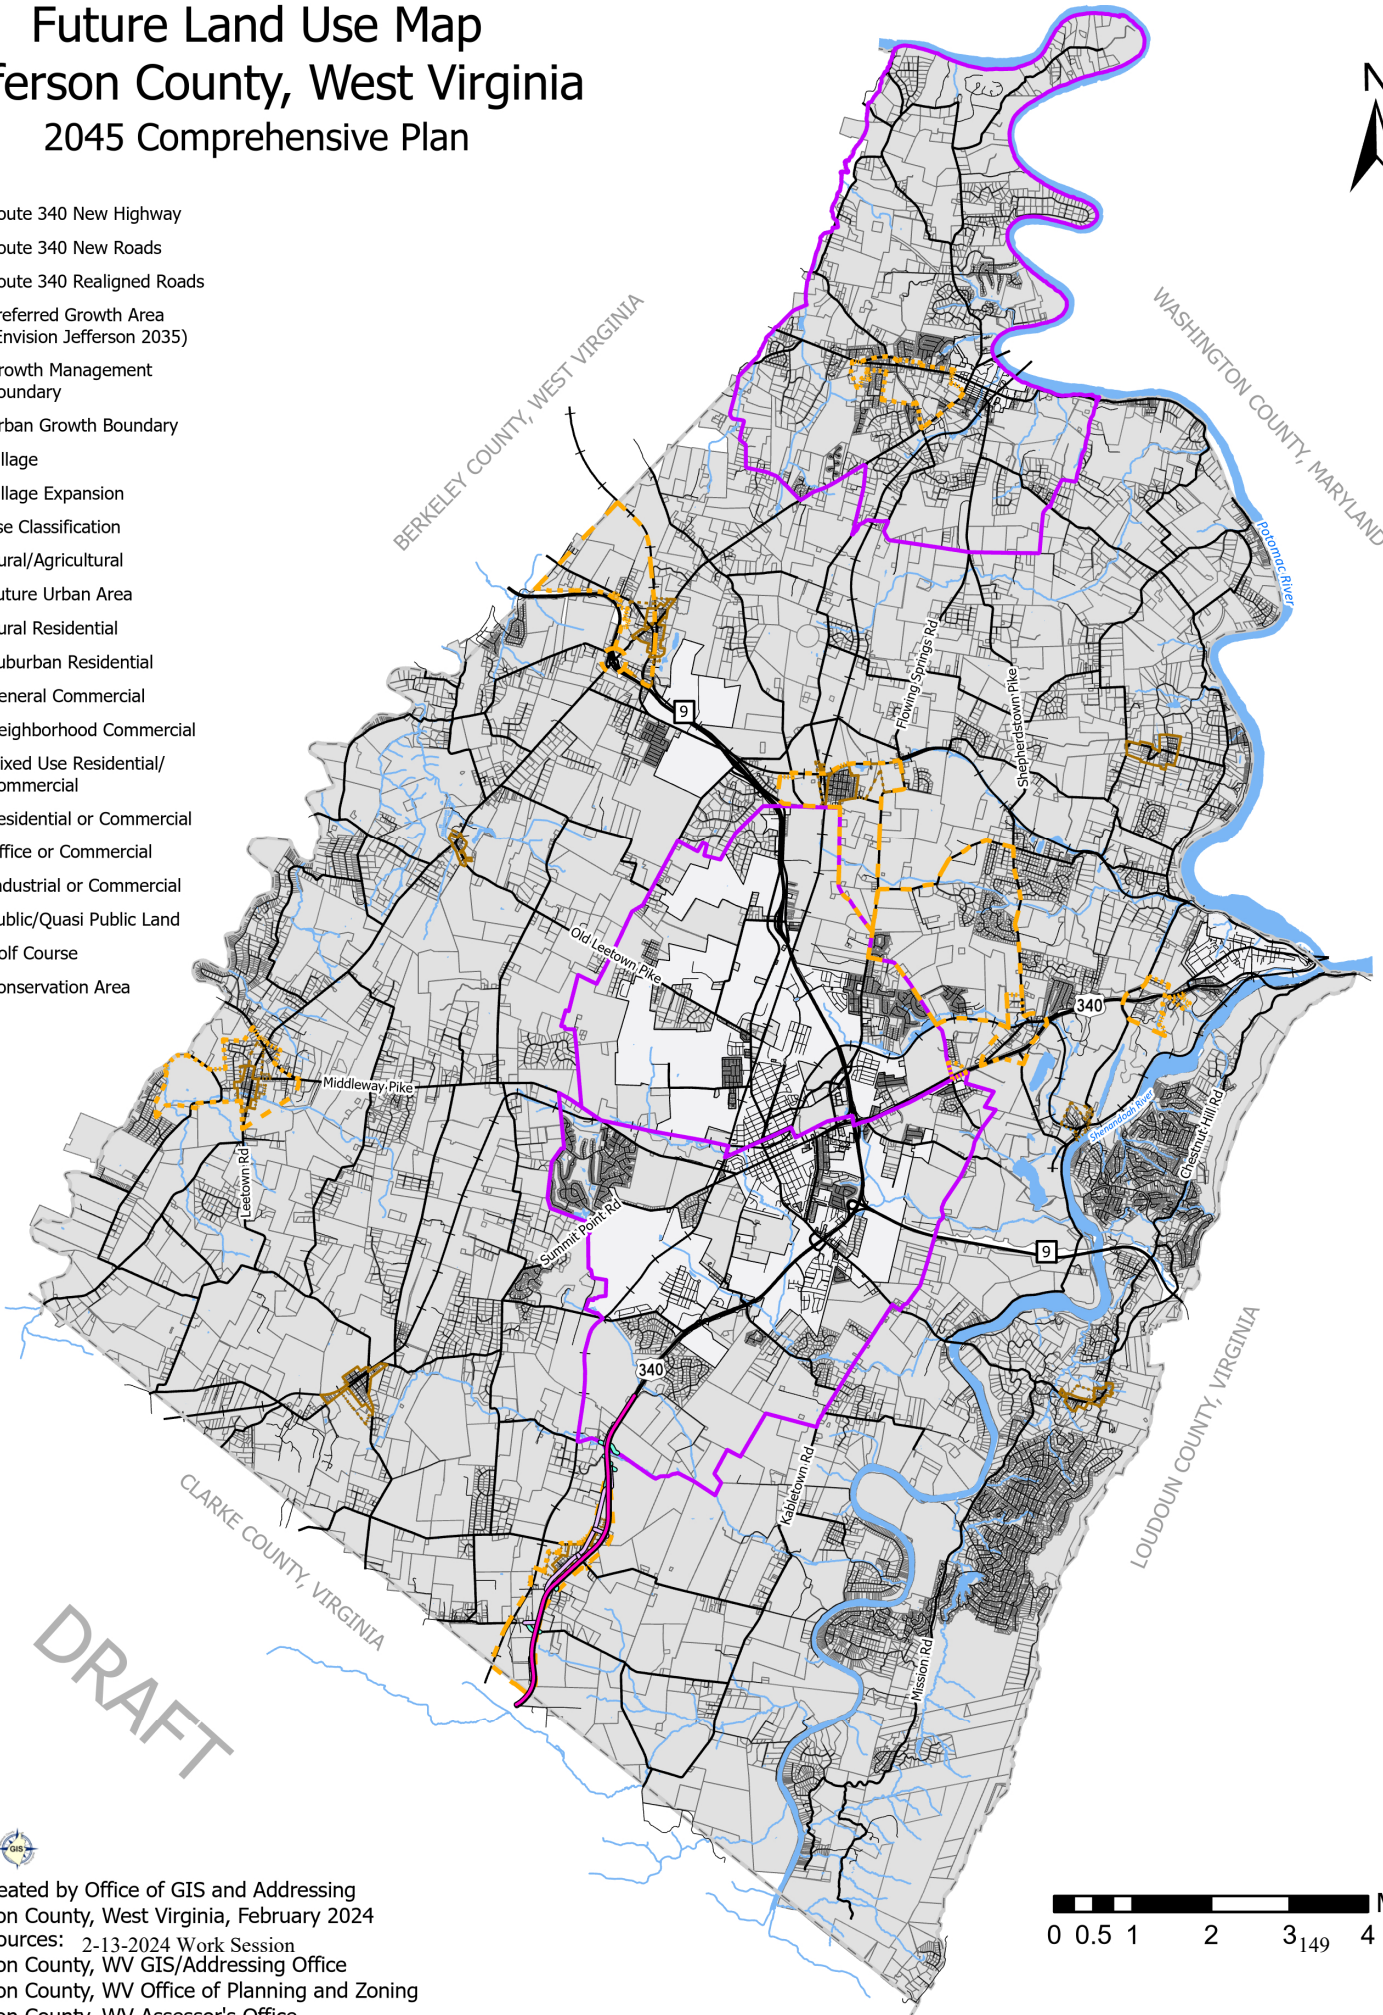 Future Land Use Map
ferson County, West Virginia
2045 Comprehensive Plan
N
oute 340 New Highway
oute 340 New Roads
oute 340 Realigned Roads
referred Growth Area
Envision Jefferson 2035)
rowth Management
oundary
rban Growth Boundary
illage
illage Expansion
se Classification
ural/Agricultural
uture Urban Area
ural Residential
uburban Residential
eneral Commercial
eighborhood Commercial
ixed Use Residential/
ommercial
esidential or Commercial
ffice or Commercial
ndustrial or Commercial
ublic/Quasi Public Land
olf Course
onservation Area
BERKELEY COUNTY, WEST VIRGINIA
WASHINGTON COUNTY, MARYLAND
Potomac River
Flowing Springs Rd
Shepherdstown Pike
9
Old Leetown Pike
340
Middleway Pike
Shenandoah River
Chestnut Hill Rd
Leetown Rd
Summit Point Rd
9
340
LOUDOUN COUNTY, VIRGINIA
Kabletown Rd
CLARKE COUNTY, VIRGINIA
Mission Rd
DRAFT
GIS
eated by Office of GIS and Addressing
on County, West Virginia, February 2024
ources:
2-13-2024 Work Session
on County, WV GIS/Addressing Office
on County, WV Office of Planning and Zoning
on County, WV Assessor's Office
0 0.5 1 2 3 4
149